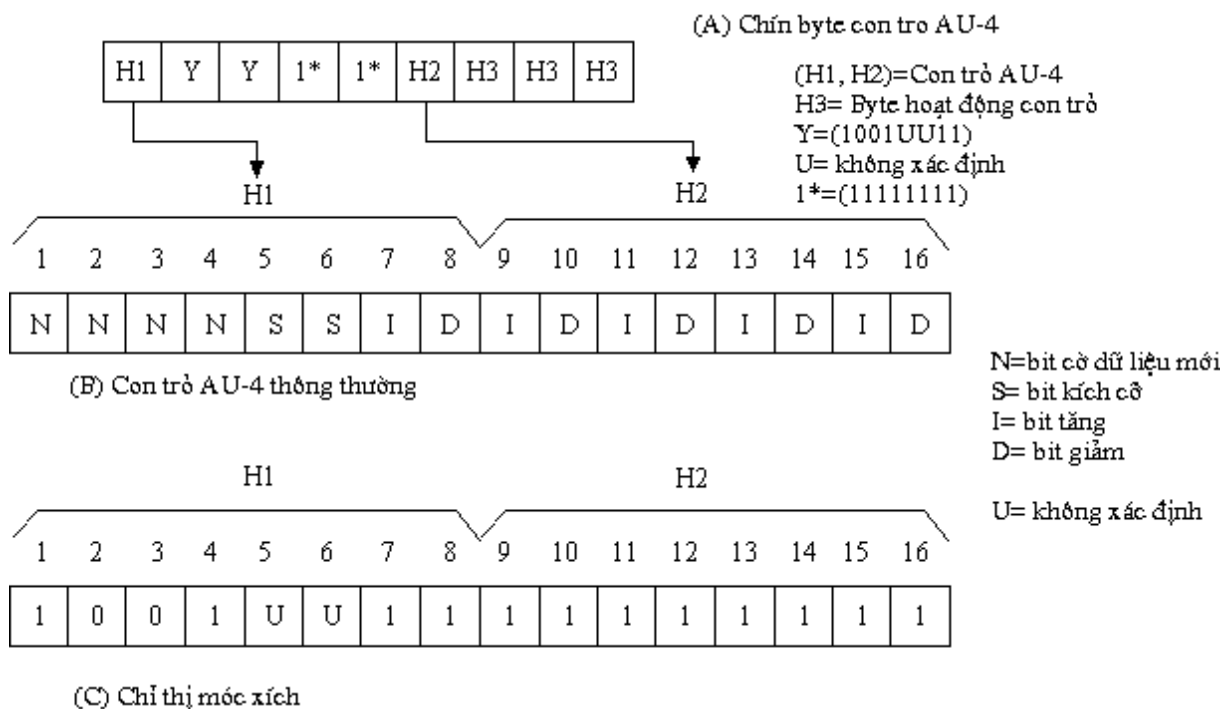 (A) Chín byte con tro AU-4
H1 Y Y 1* 1* H2 H3 H3 H3
(H1, H2)=Con trỏ AU-4
H3= Byte hoạt động con trỏ
Y=(1001UU11)
U= không xác định
1*=(11111111)
H1 H2
1 2 3 4 5 6 7 8 9 10 11 12 13 14 15 16
N N N N S S I D I D I D I D I D
(B) Con trỏ AU-4 thông thường
N=bit cờ dữ liệu mới
S= bit kích cỡ
I= bit tăng
D= bit giảm
U= không xác định
H1 H2
1 2 3 4 5 6 7 8 9 10 11 12 13 14 15 16
1 0 0 1 U U 1 1 1 1 1 1 1 1 1 1
(C) Chỉ thị móc xích